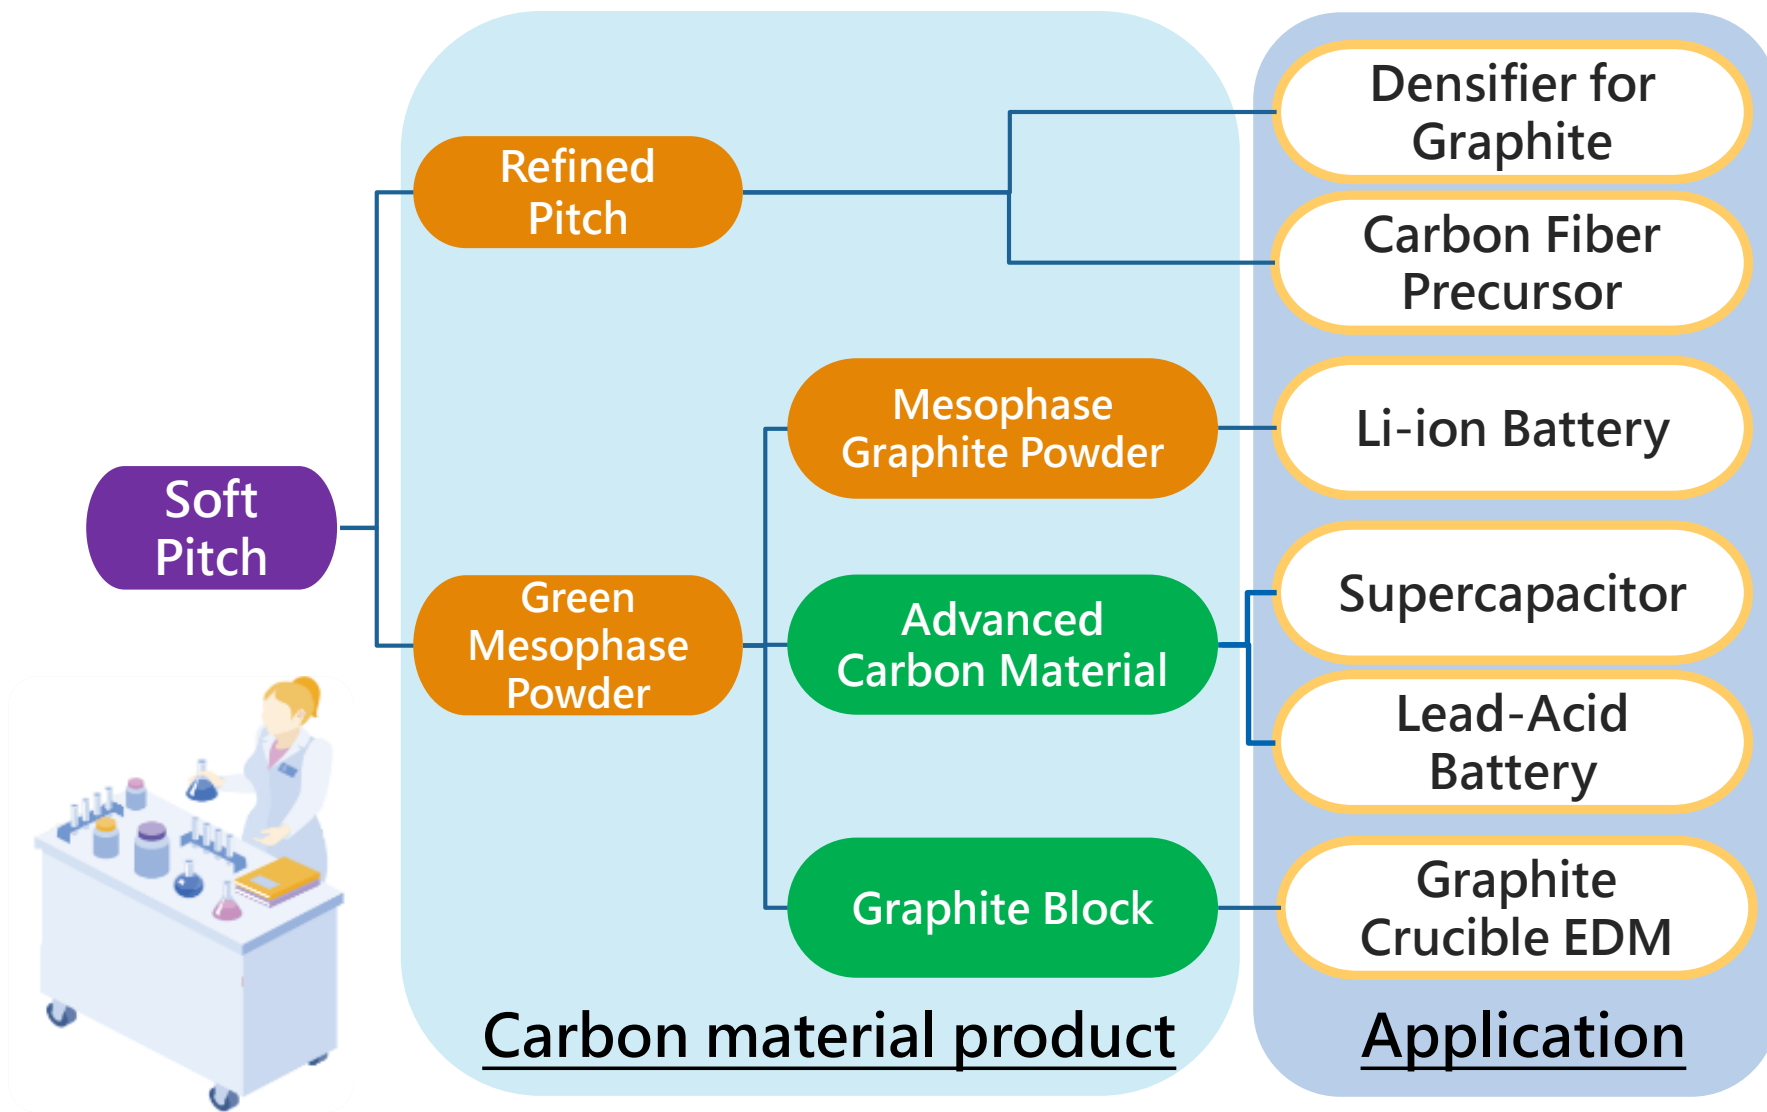 Soft
Pitch
Refined
Pitch
Green
Mesophase
Powder
Mesophase
Graphite Powder
Advanced
Carbon Material
Graphite Block
Carbon material product
Densifier for
Graphite
Carbon Fiber
Precursor
Li-ion Battery
Supercapacitor
Lead-Acid
Battery
Graphite
Crucible EDM
Application